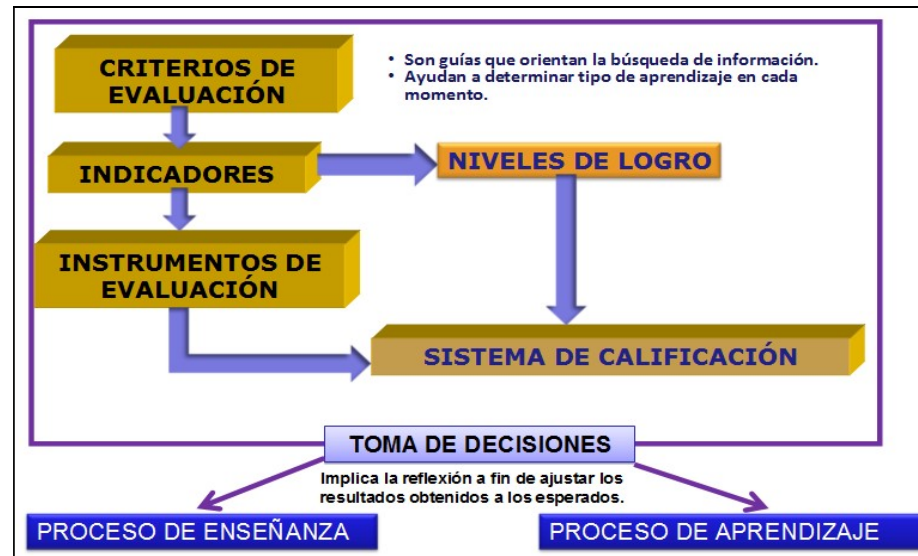 CRITERIOS DE
EVALUACIÓN
• Son guías que orientan la búsqueda de información.
• Ayudan a determinar tipo de aprendizaje en cada
momento.
INDICADORES
NIVELES DE LOGRO
INSTRUMENTOS DE
EVALUACIÓN
SISTEMA DE CALIFICACIÓN
TOMA DE DECISIONES
Implica la reflexión a fin de ajustar los
resultados obtenidos a los esperados.
PROCESO DE ENSEÑANZA
PROCESO DE APRENDIZAJE